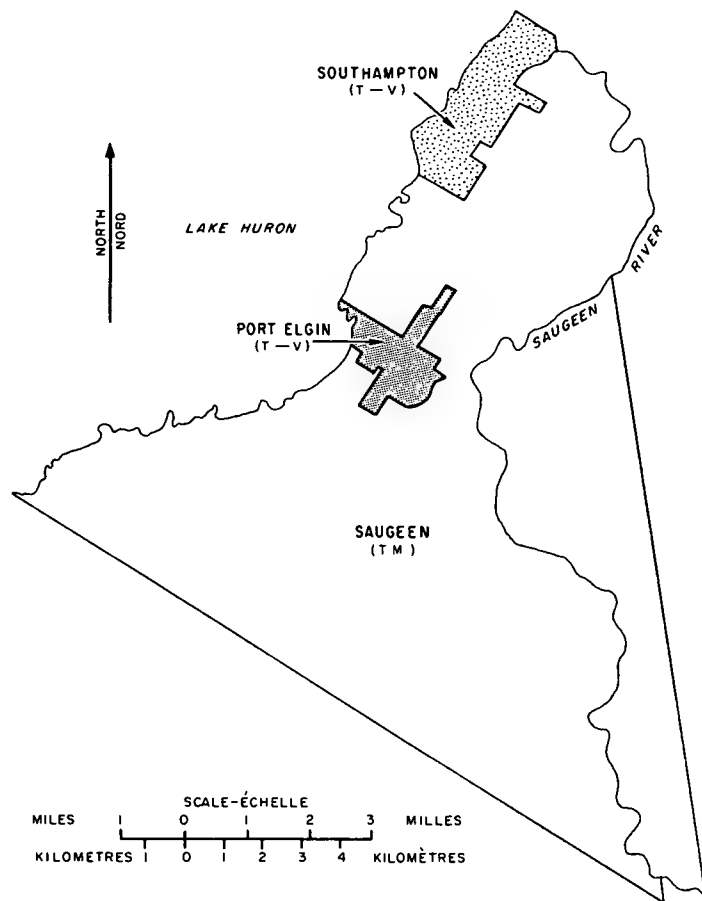 SOUTHAMPTON
(T-V)
NORTH
NORD
LAKE HURON
SAUGEEN RIVER
PORT ELGIN
(T-V)
SAUGEEN
(TM)
SCALE-ÉCHELLE
MILES 1 0 1 2 3 MILLES
KILOMETRES 1 0 1 2 3 4 KILOMÈTRES